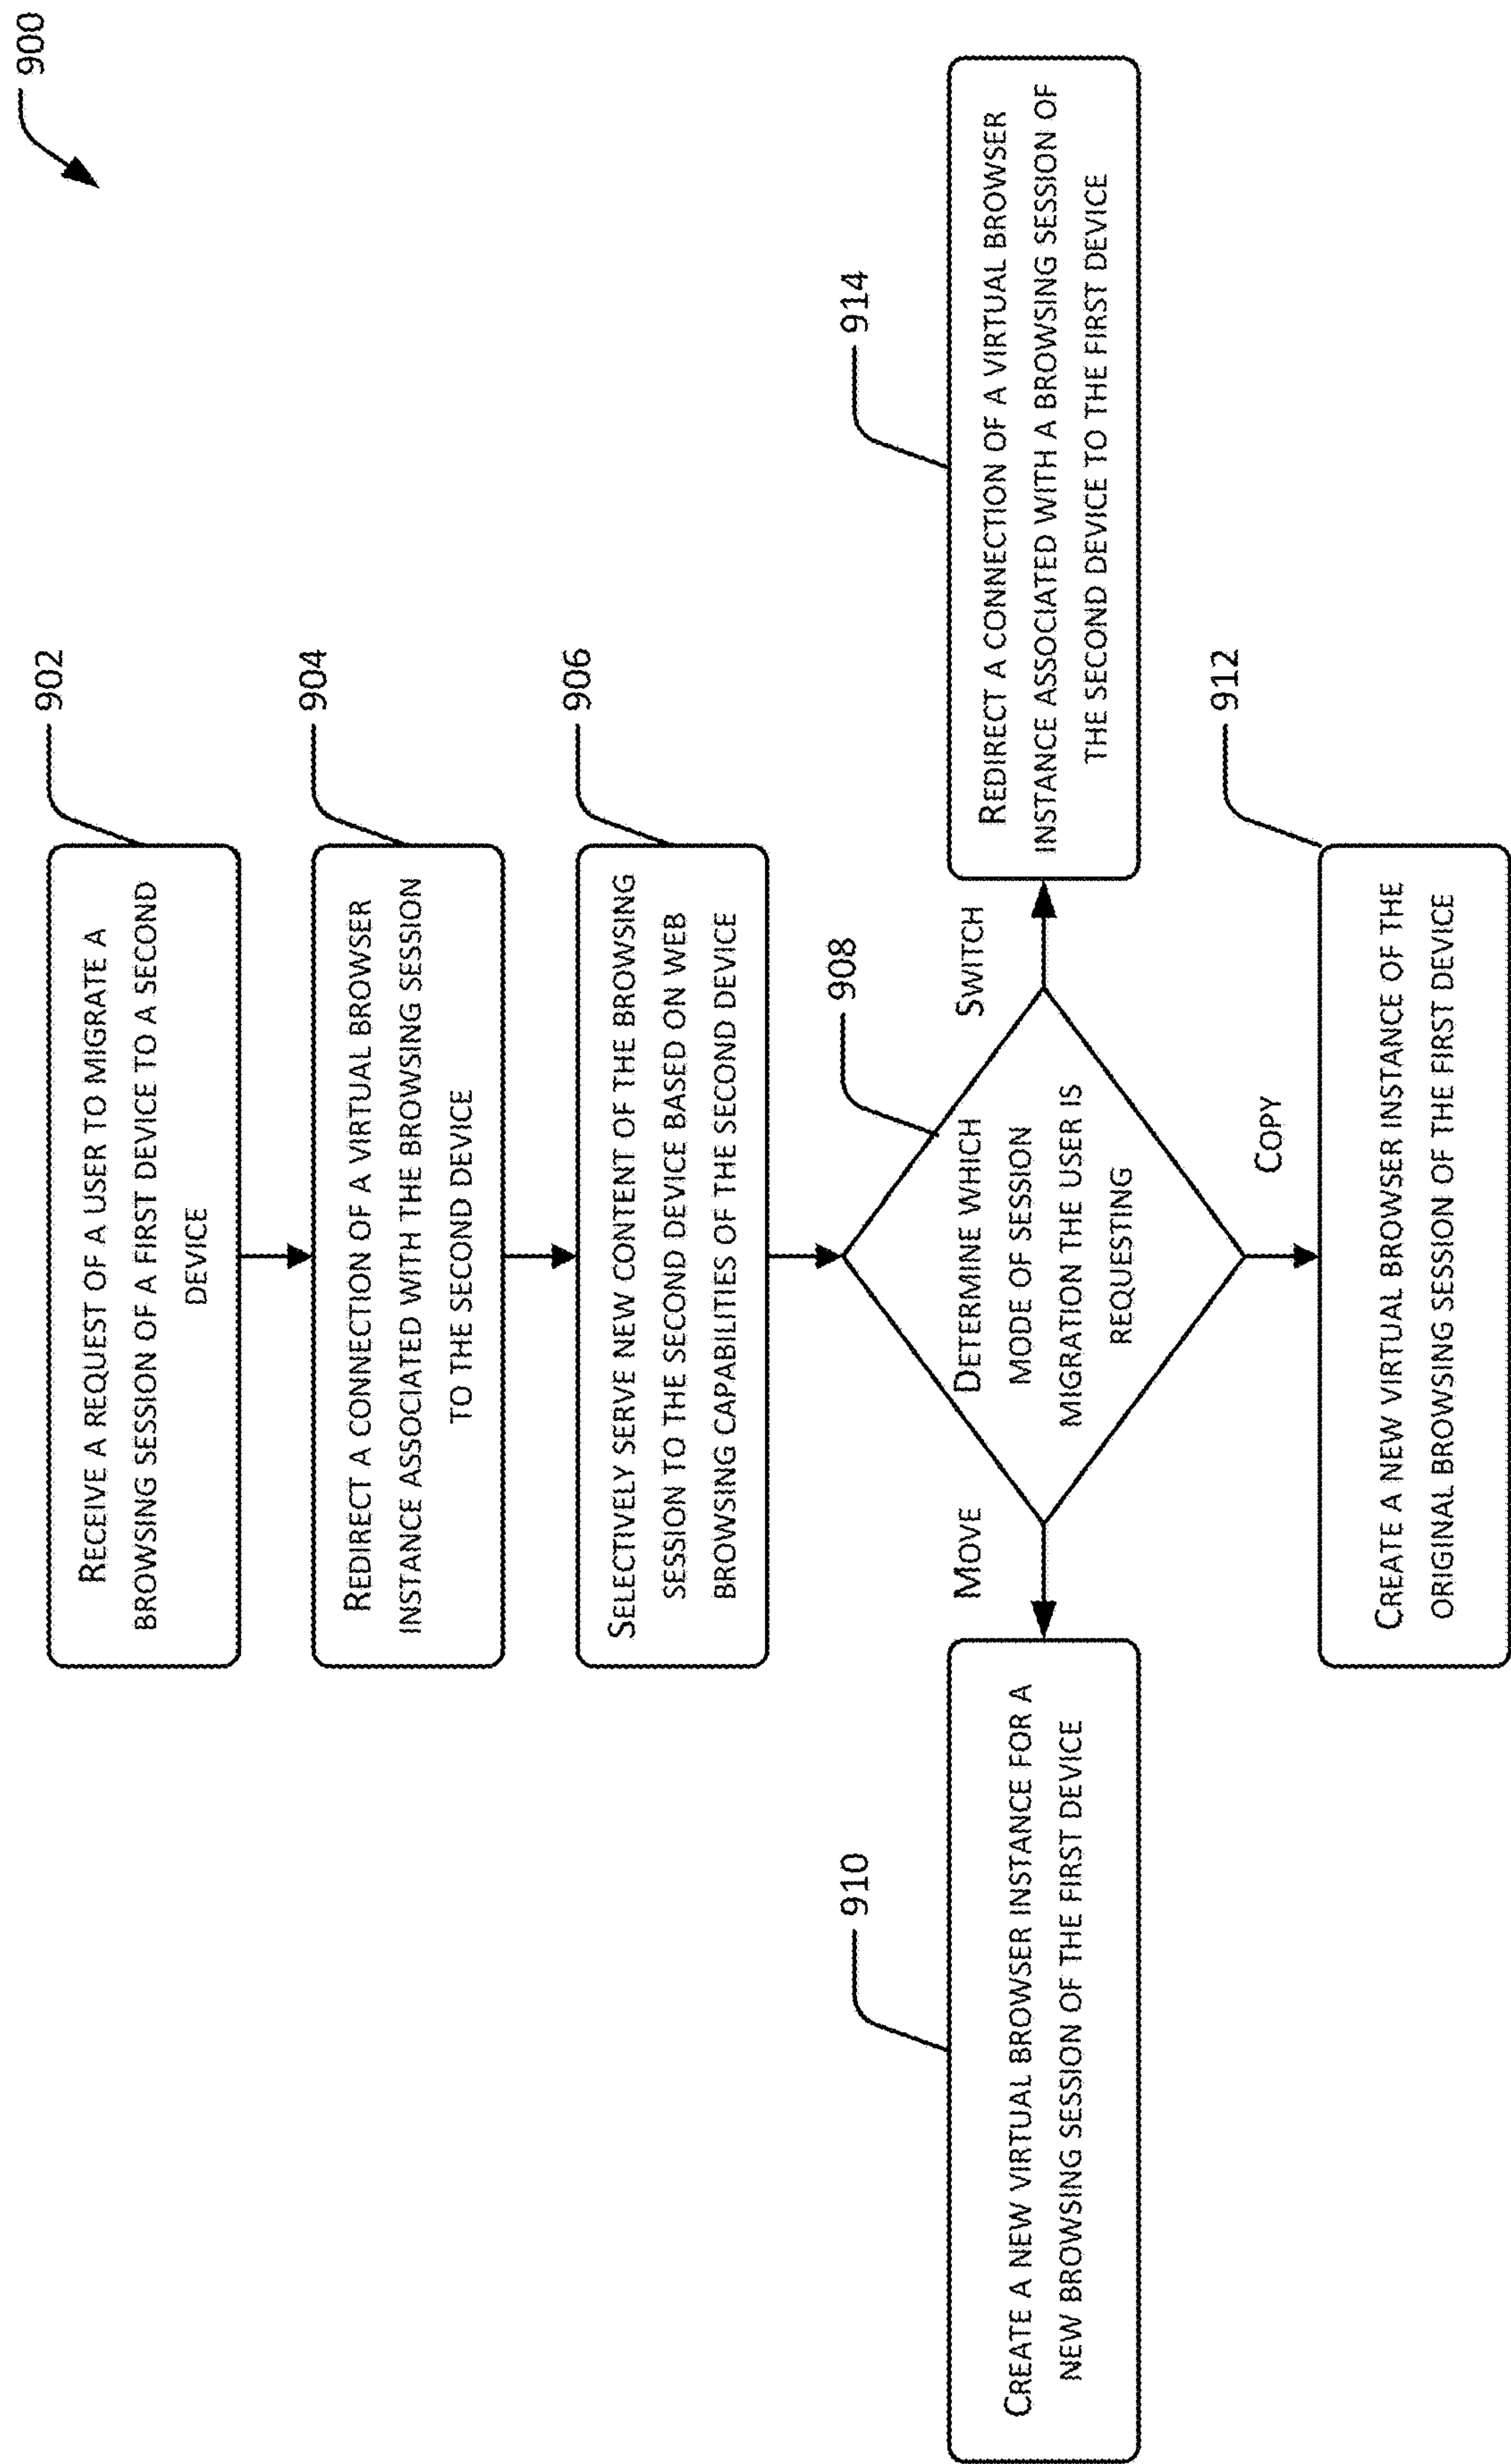 900
902
RECEIVE A REQUEST OF A USER TO MIGRATE A
BROWSING SESSION OF A FIRST DEVICE TO A SECOND
DEVICE
904
REDIRECT A CONNECTION OF A VIRTUAL BROWSER
INSTANCE ASSOCIATED WITH THE BROWSING SESSION
TO THE SECOND DEVICE
906
SELECTIVELY SERVE NEW CONTENT OF THE BROWSING
SESSION TO THE SECOND DEVICE BASED ON WEB
BROWSING CAPABILITIES OF THE SECOND DEVICE
908
DETERMINE WHICH
MODE OF SESSION
MIGRATION THE USER IS
REQUESTING
MOVE
910
CREATE A NEW VIRTUAL BROWSER INSTANCE FOR A
NEW BROWSING SESSION OF THE FIRST DEVICE
COPY
912
CREATE A NEW VIRTUAL BROWSER INSTANCE OF THE
ORIGINAL BROWSING SESSION OF THE FIRST DEVICE
SWITCH
914
REDIRECT A CONNECTION OF A VIRTUAL BROWSER
INSTANCE ASSOCIATED WITH A BROWSING SESSION OF
THE SECOND DEVICE TO THE FIRST DEVICE